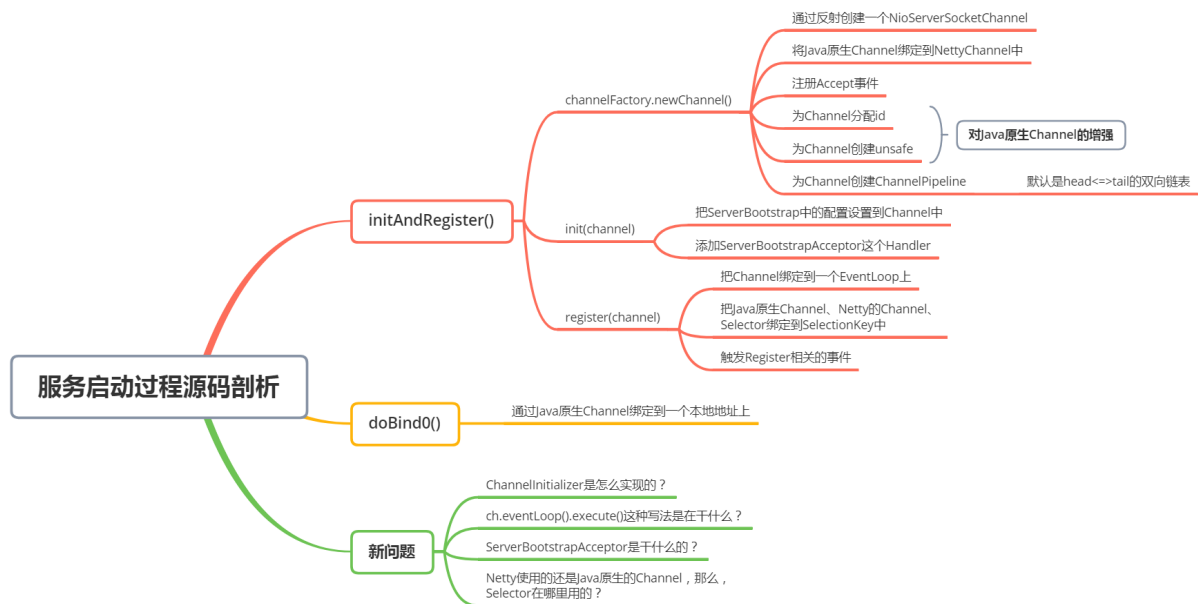 服务启动过程源码剖析
initAndRegister()
channelFactory.newChannel()
通过反射创建一个NioServerSocketChannel
将Java原生Channel绑定到NettyChannel中
注册Accept事件
为Channel分配id
为Channel创建unsafe
对Java原生Channel的增强
为Channel创建ChannelPipeline
默认是head<=>tail的双向链表
init(channel)
把ServerBootstrap中的配置设置到Channel中
添加ServerBootstrapAcceptor这个Handler
register(channel)
把Channel绑定到一个EventLoop上
把Java原生Channel、Netty的Channel、
Selector绑定到SelectionKey中
触发Register相关的事件
doBind0()
通过Java原生Channel绑定到一个本地地址上
新问题
ChannelInitializer是怎么实现的？
ch.eventLoop().execute()这种写法是在干什么？
ServerBootstrapAcceptor是干什么的？
Netty使用的还是Java原生的Channel，那么，
Selector在哪里用的？